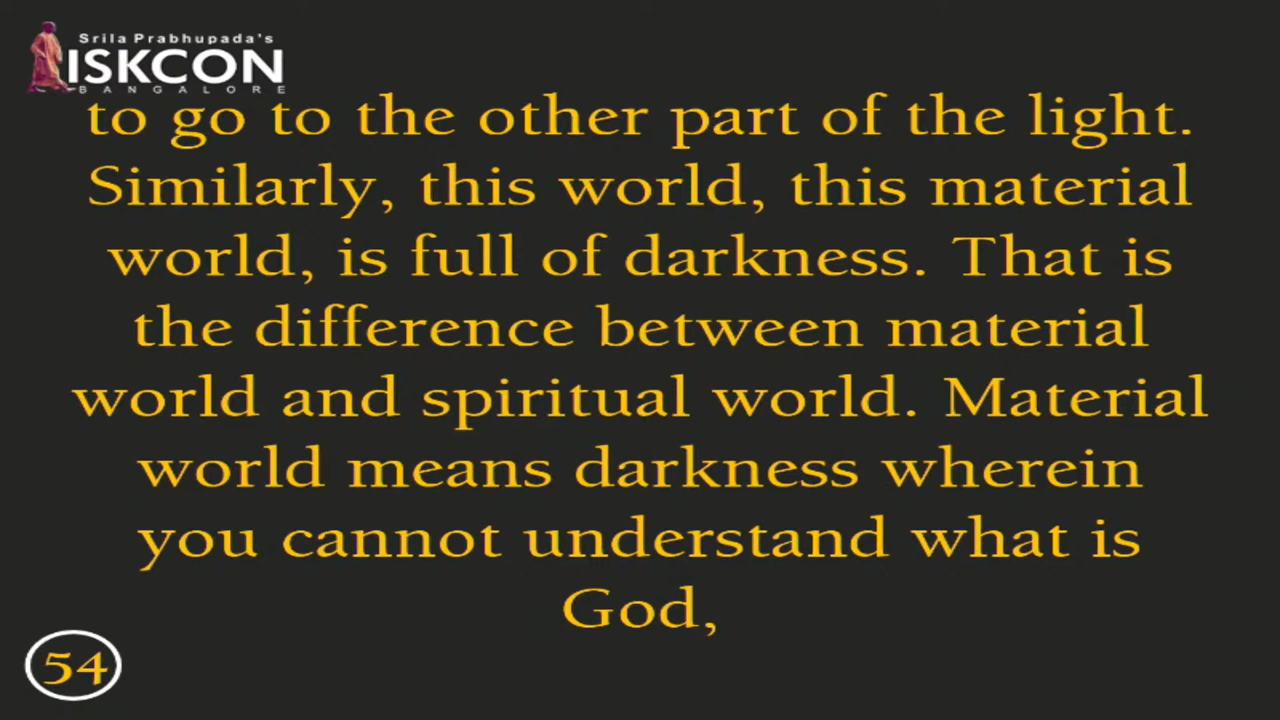 Srila Prabhupada's
ISKCON
BANGALORE
to go to the other part of the light.
Similarly, this world, this material
world, is full of darkness. That is
the difference between material
world and spiritual world. Material
world means darkness wherein
you cannot understand what is
God,
54